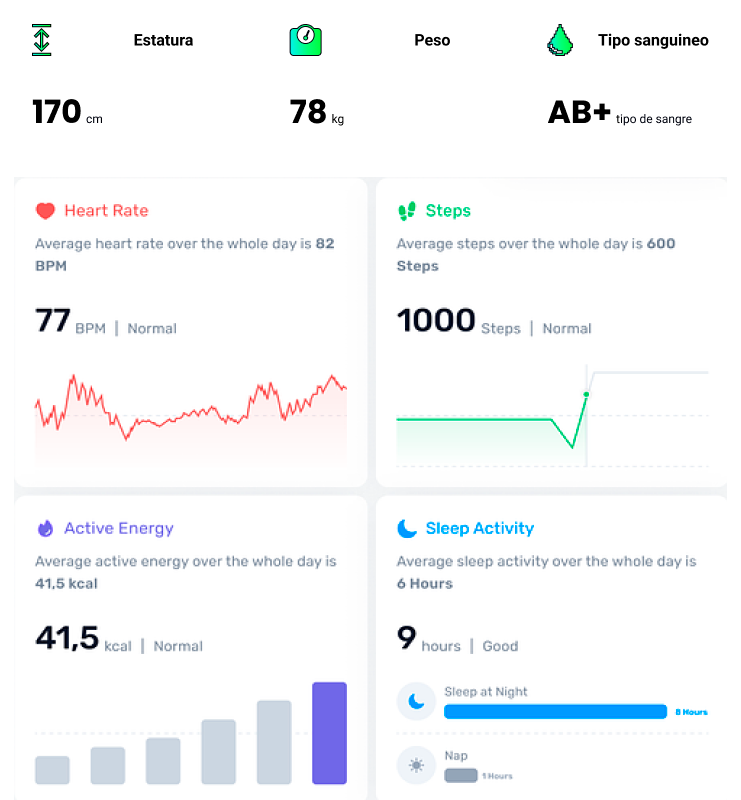 Estatura
Peso
Tipo sanguineo
170 cm
78 kg
AB+ tipo de sangre
Heart Rate
Average heart rate over the whole day is 82
BPM
77 BPM | Normal
Steps
Average steps over the whole day is 600
Steps
1000 Steps | Normal
Active Energy
Average active energy over the whole day is
41,5 kcal
41,5 kcal | Normal
Sleep Activity
Average sleep activity over the whole day is
6 Hours
9 hours | Good
Sleep at Night
8 Hours
Nap
1 Hours